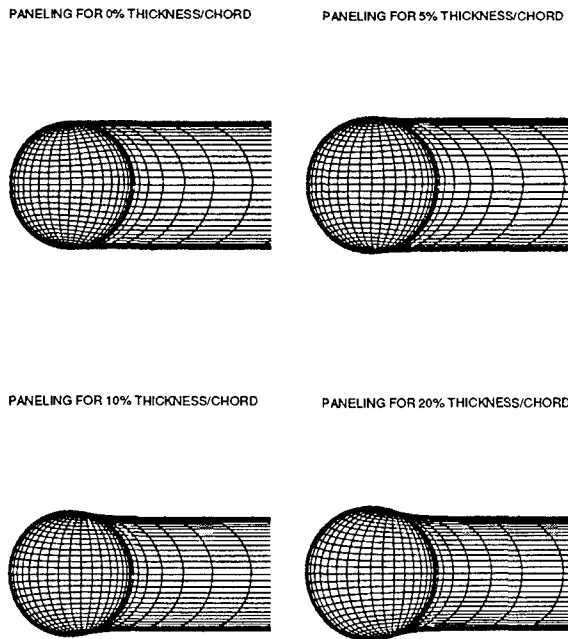 PANELING FOR 0% THICKNESS/CHORD
PANELING FOR 5% THICKNESS/CHORD
PANELING FOR 10% THICKNESS/CHORD
PANELING FOR 20% THICKNESS/CHORD